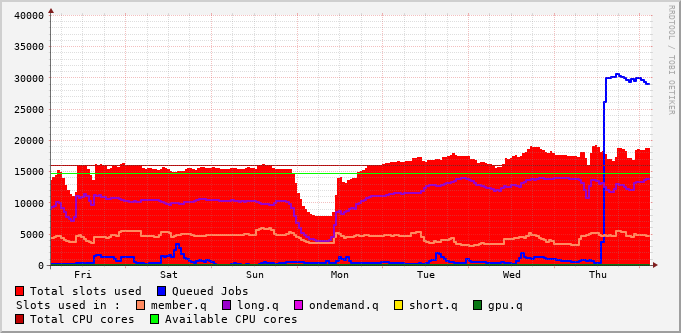 RRDTOOL / TOBI OETIKER
40000
35000
30000
25000
20000
15000
10000
5000
0
Fri Sat Sun Mon Tue Wed Thu
Total slots used Queued Jobs
Slots used in : member.q long.q ondemand.q short.q gpu.q
Total CPU cores Available CPU cores